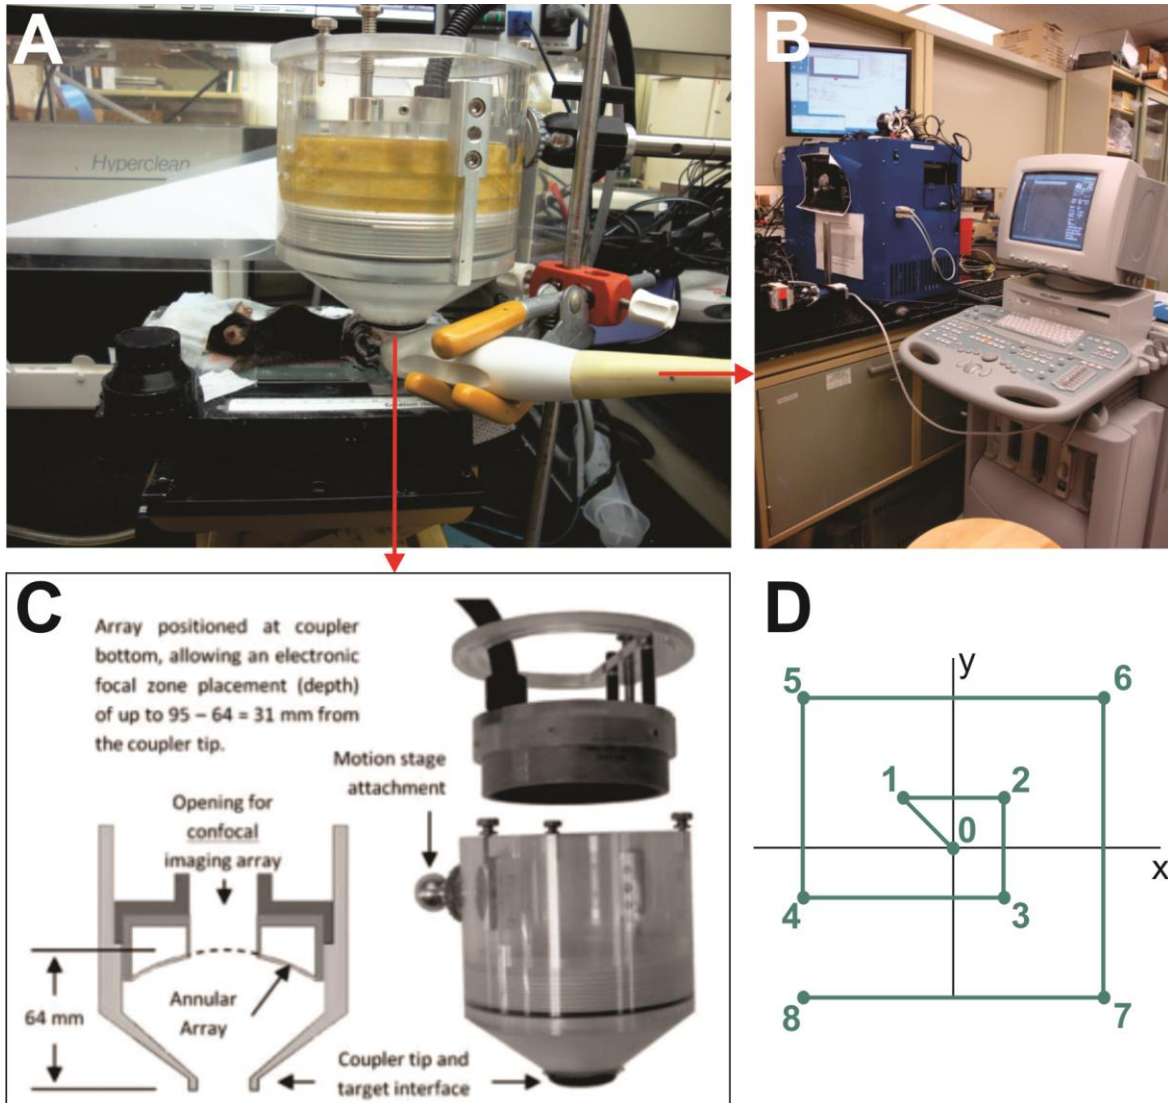 A
Hyperclean
B
C
Array positioned at coupler
bottom, allowing an electronic
focal zone placement (depth)
of up to 95 – 64 = 31 mm from
the coupler tip.
Motion stage
attachment
Opening for
confocal
imaging array
64 mm
Annular
Array
Coupler tip and
target interface
D
y
5
6
1
2
0
x
4
3
8
7